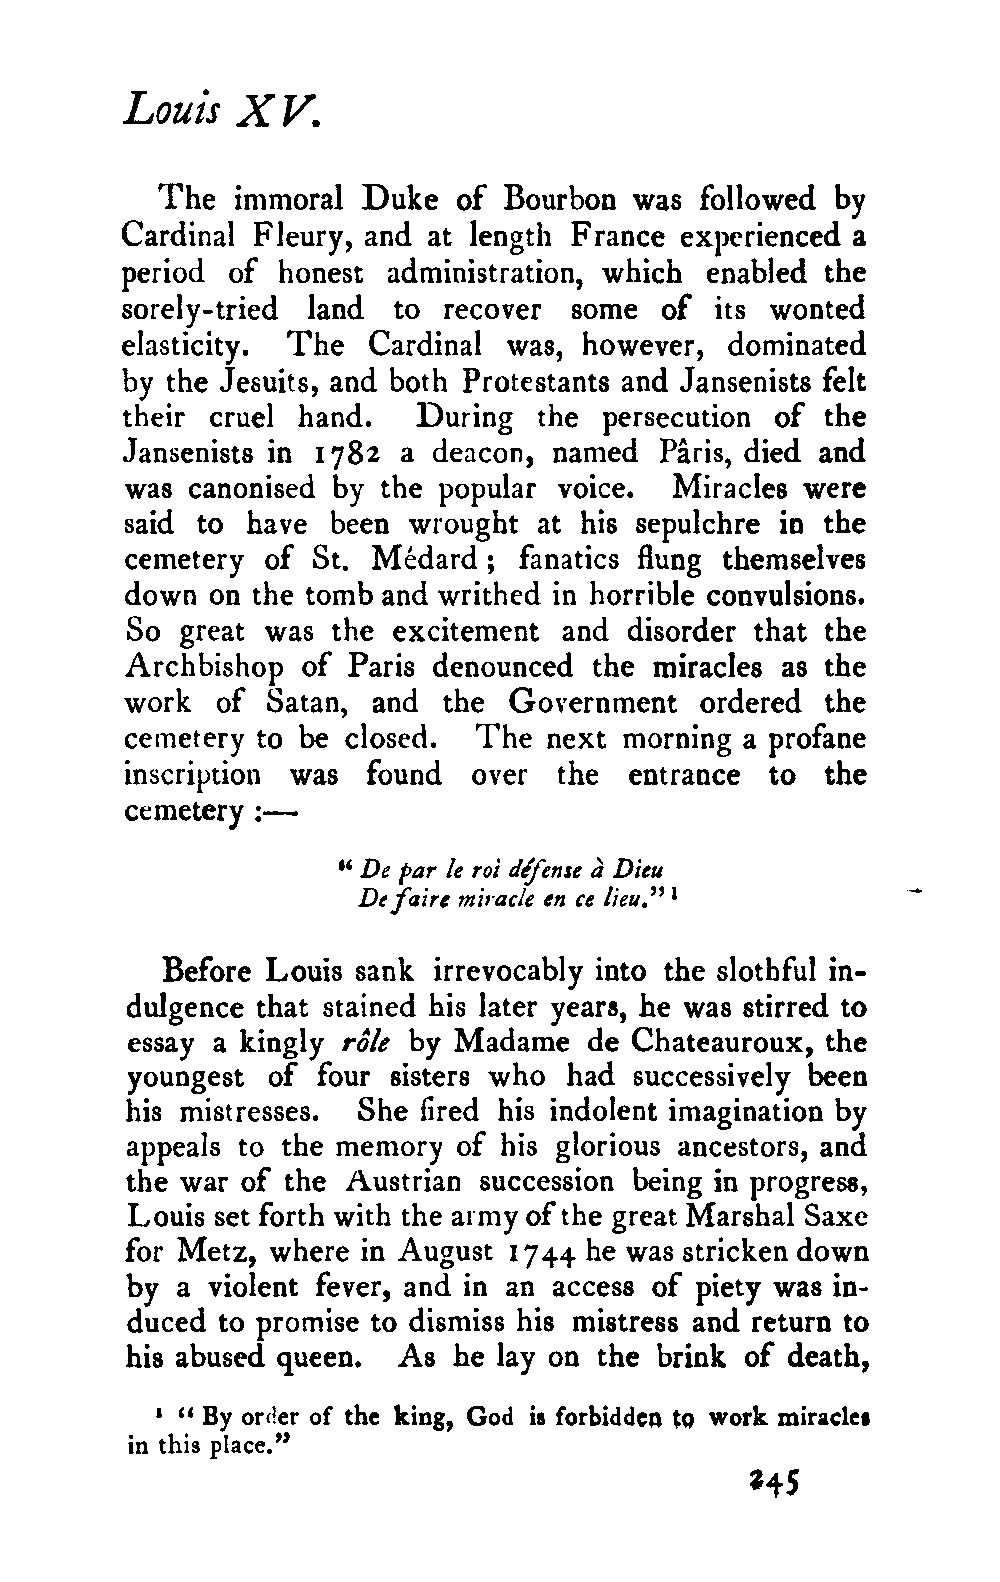 Louis XV.
The immoral Duke of Bourbon was followed by
Cardinal Fleury, and at length France experienced a
period of honest administration, which enabled the
sorely-tried land to recover some of its wonted
elasticity. The Cardinal was, however, dominated
by the Jesuits, and both Protestants and Jansenists felt
their cruel hand. During the persecution of the
Jansenists in 1782 a deacon, named Pâris, died and
was canonised by the popular voice. Miracles were
said to have been wrought at his sepulchre in the
cemetery of St. Médard ; fanatics flung themselves
down on the tomb and writhed in horrible convulsions.
So great was the excitement and disorder that the
Archbishop of Paris denounced the miracles as the
work of Satan, and the Government ordered the
cemetery to be closed. The next morning a profane
inscription was found over the entrance to the
cemetery :—
“ De par le roi défense à Dieu
De faire miracle en ce lieu.” ¹
Before Louis sank irrevocably into the slothful in-
dulgence that stained his later years, he was stirred to
essay a kingly rôle by Madame de Chateauroux, the
youngest of four sisters who had successively been
his mistresses. She fired his indolent imagination by
appeals to the memory of his glorious ancestors, and
the war of the Austrian succession being in progress,
Louis set forth with the army of the great Marshal Saxe
for Metz, where in August 1744 he was stricken down
by a violent fever, and in an access of piety was in-
duced to promise to dismiss his mistress and return to
his abused queen. As he lay on the brink of death,
¹ “ By order of the king, God is forbidden to work miracles
in this place.”
245